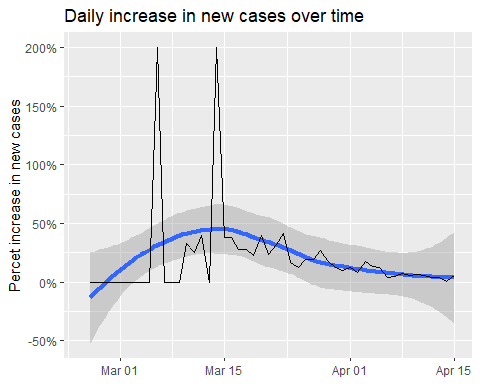 Daily increase in new cases over time
Percet increase in new cases
200%
150%
100%
50%
0%
-50%
Mar 01 Mar 15 Apr 01 Apr 15